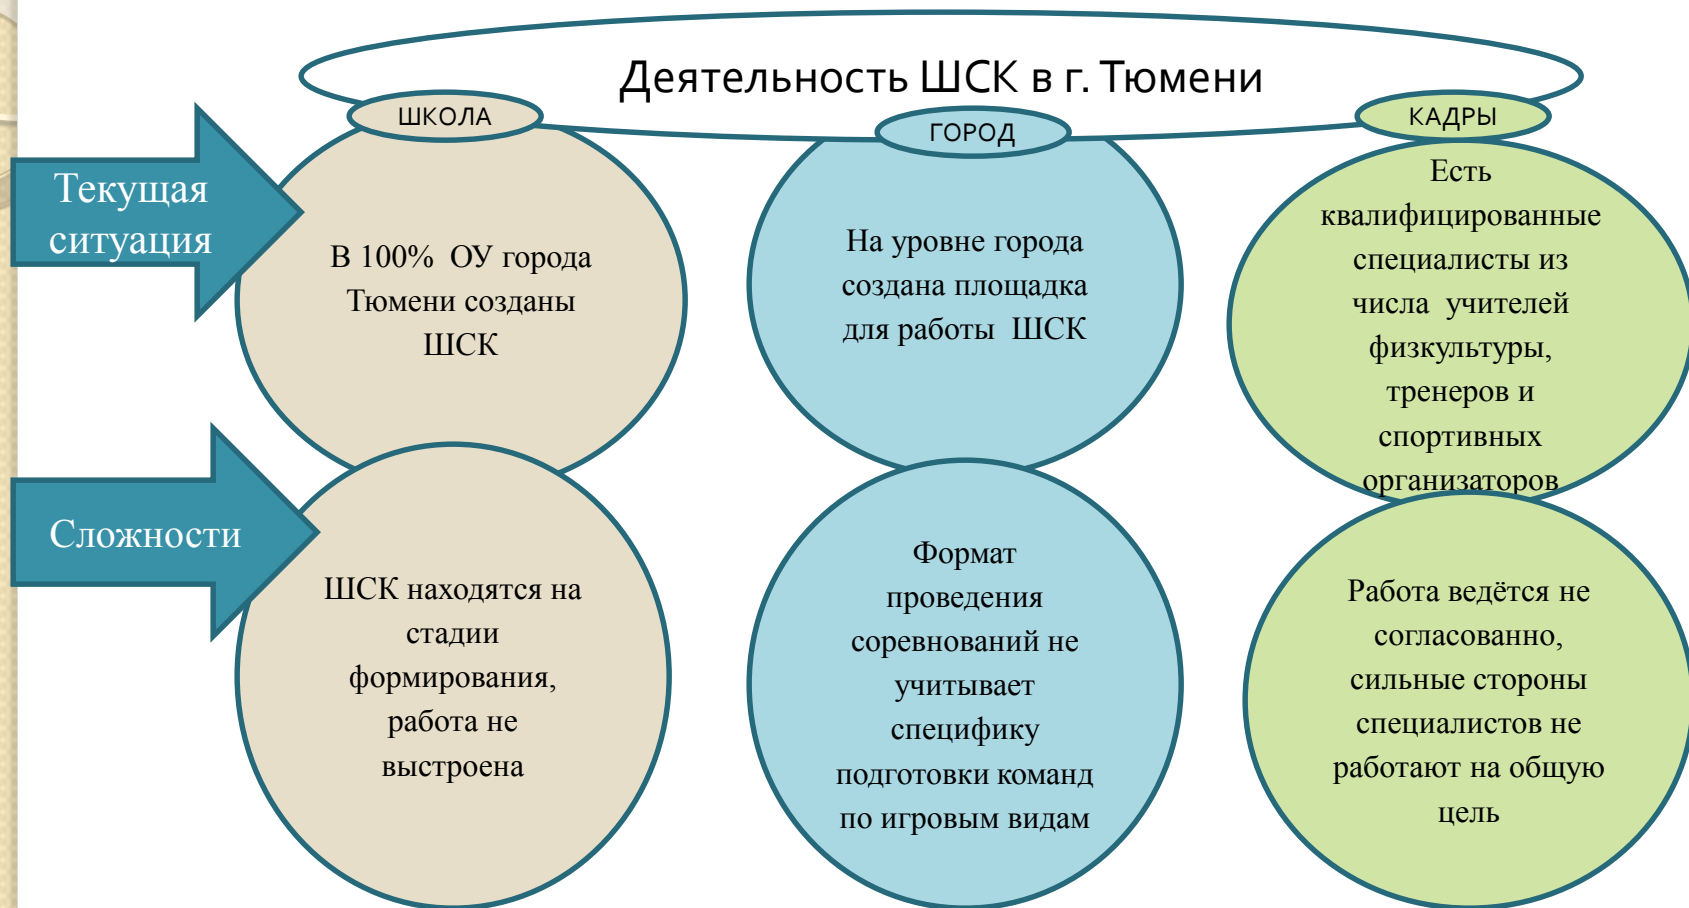 Деятельность ШСК в г. Тюмени
ШКОЛА
ГОРОД
КАДРЫ
Текущая
ситуация
В 100% ОУ города
Тюмени созданы
ШСК
На уровне города
создана площадка
для работы ШСК
Есть
квалифицированные
специалисты из
числа учителей
физкультуры,
тренеров и
спортивных
организаторов
Сложности
ШСК находятся на
стадии
формирования,
работа не
выстроена
Формат
проведения
соревнований не
учитывает
специфику
подготовки команд
по игровым видам
Работа ведётся не
согласованно,
сильные стороны
специалистов не
работают на общую
цель